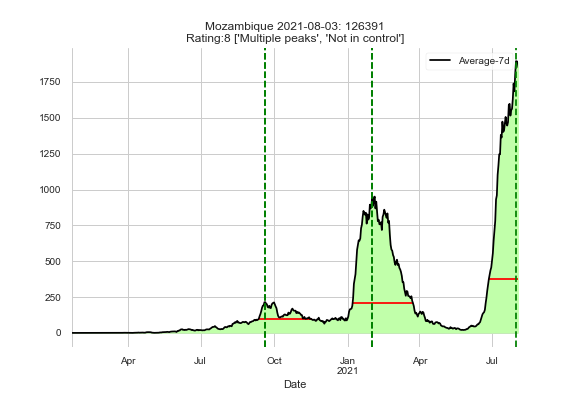 Mozambique 2021-08-03: 126391
Rating:8 ['Multiple peaks', 'Not in control']
Average-7d
1750
1500
1250
1000
750
500
250
0
Apr
Jul
Oct
Jan
2021
Apr
Jul
Date